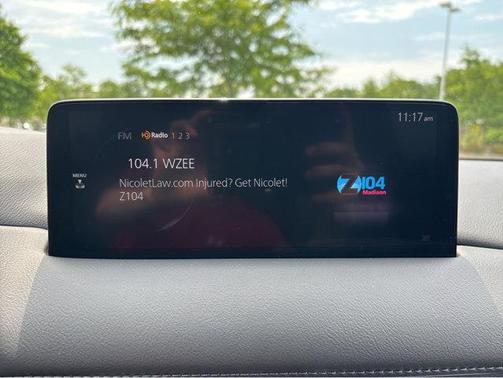 11:17 am
FM HD Radio 1 2 3
104.1 WZEE
MENU
NicoletLaw.com Injured? Get Nicolet!
Z104
Z104
Madison